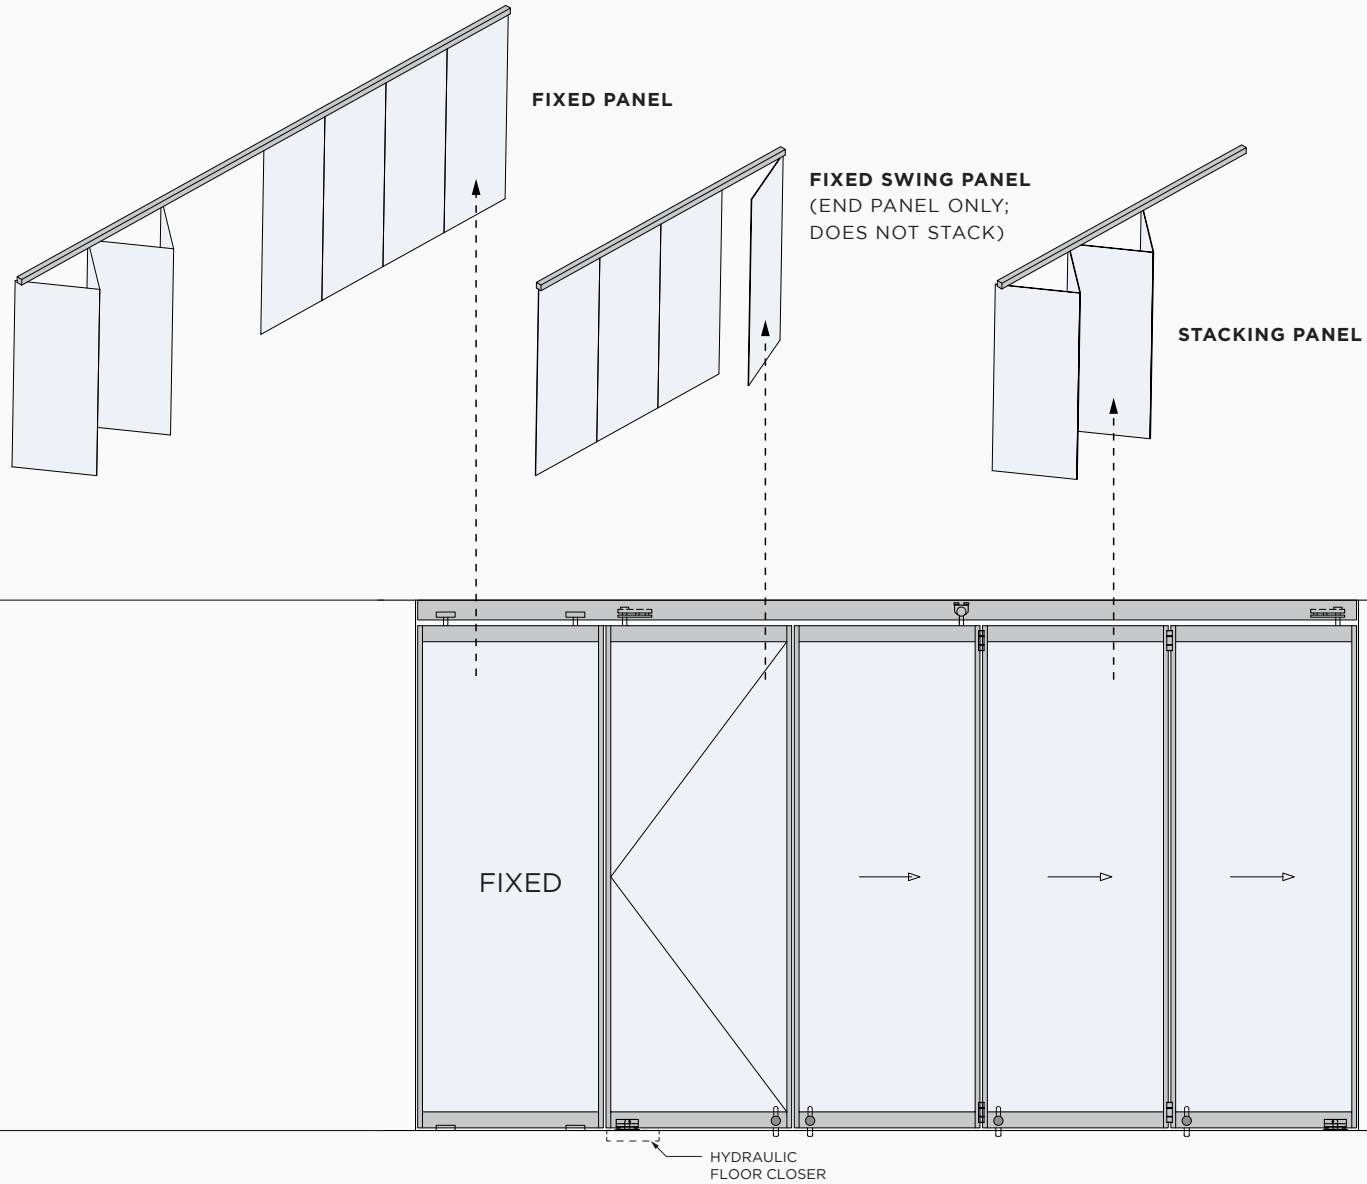 FIXED PANEL
FIXED SWING PANEL
(END PANEL ONLY;
DOES NOT STACK)
STACKING PANEL
FIXED
HYDRAULIC
FLOOR CLOSER